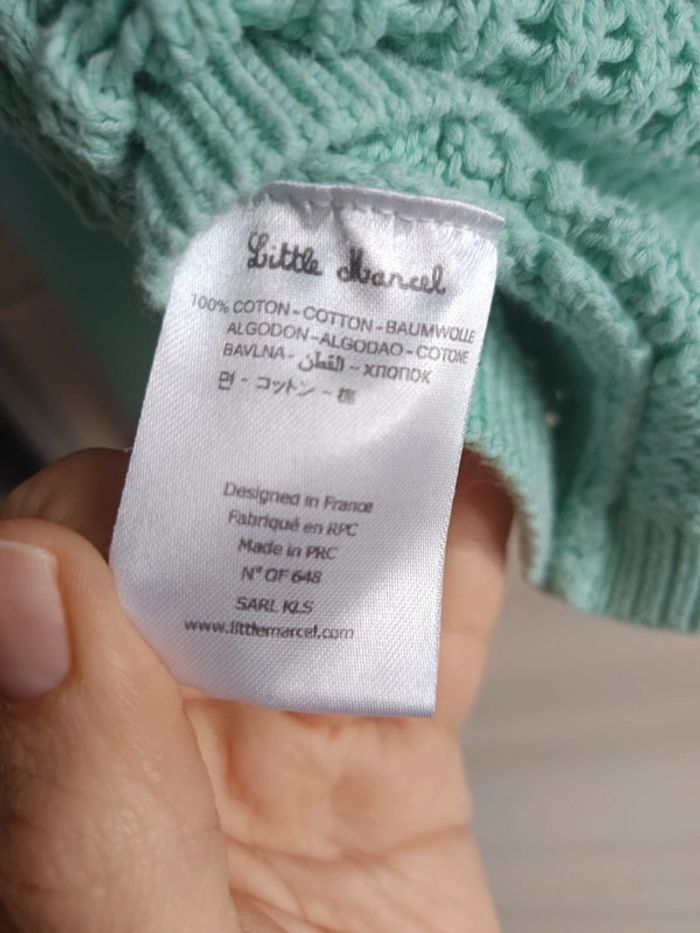 Little Marcel
100% COTON-COTTON-BAUMWOLLE
ALGODON-ALGODAO-COTONE
BAVLNA - القطن - ХЛОПОК
면 - コットン - 棉
Designed in France
Fabriqué en RPC
Made in PRC
N° OF 648
SARL KLS
www.littlemarcel.com